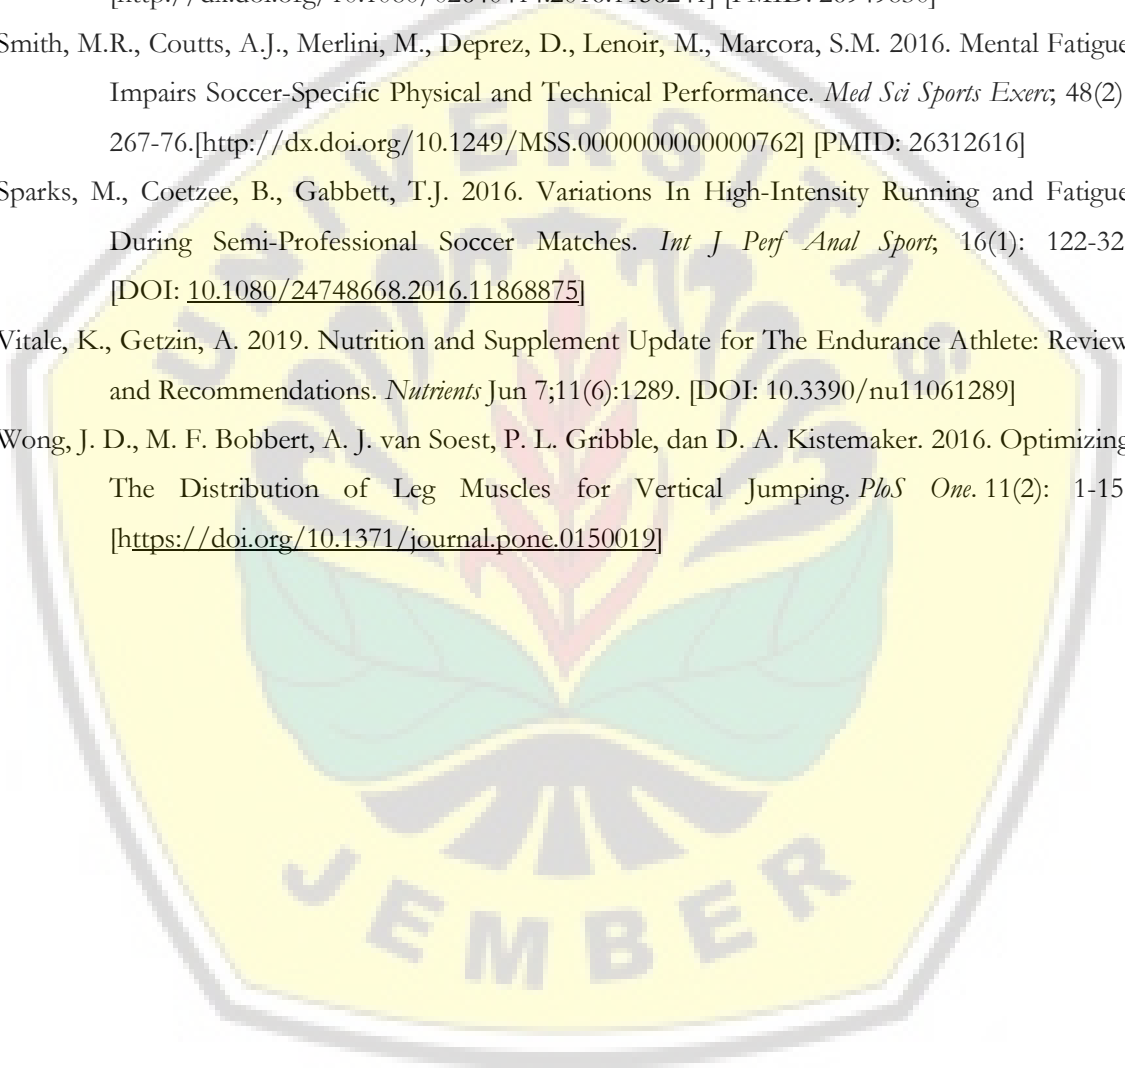 Smith, M.R., Coutts, A.J., Merlini, M., Deprez, D., Lenoir, M., Marcora, S.M. 2016. Mental Fatigue
Impairs Soccer-Specific Physical and Technical Performance. Med Sci Sports Exerc; 48(2)
267-76.[http://dx.doi.org/10.1249/MSS.0000000000000762] [PMID: 26312616]
Sparks, M., Coetzee, B., Gabbett, T.J. 2016. Variations In High-Intensity Running and Fatigue
During Semi-Professional Soccer Matches. Int J Perf Anal Sport; 16(1): 122-32
[DOI: 10.1080/24748668.2016.11868875]
Vitale, K., Getzin, A. 2019. Nutrition and Supplement Update for The Endurance Athlete: Review
and Recommendations. Nutrients Jun 7;11(6):1289. [DOI: 10.3390/nu11061289]
Wong, J. D., M. F. Bobbert, A. J. van Soest, P. L. Gribble, dan D. A. Kistemaker. 2016. Optimizing
The Distribution of Leg Muscles for Vertical Jumping. PloS One. 11(2): 1-15
[https://doi.org/10.1371/journal.pone.0150019]
UNIVERSITAS
JEMBER